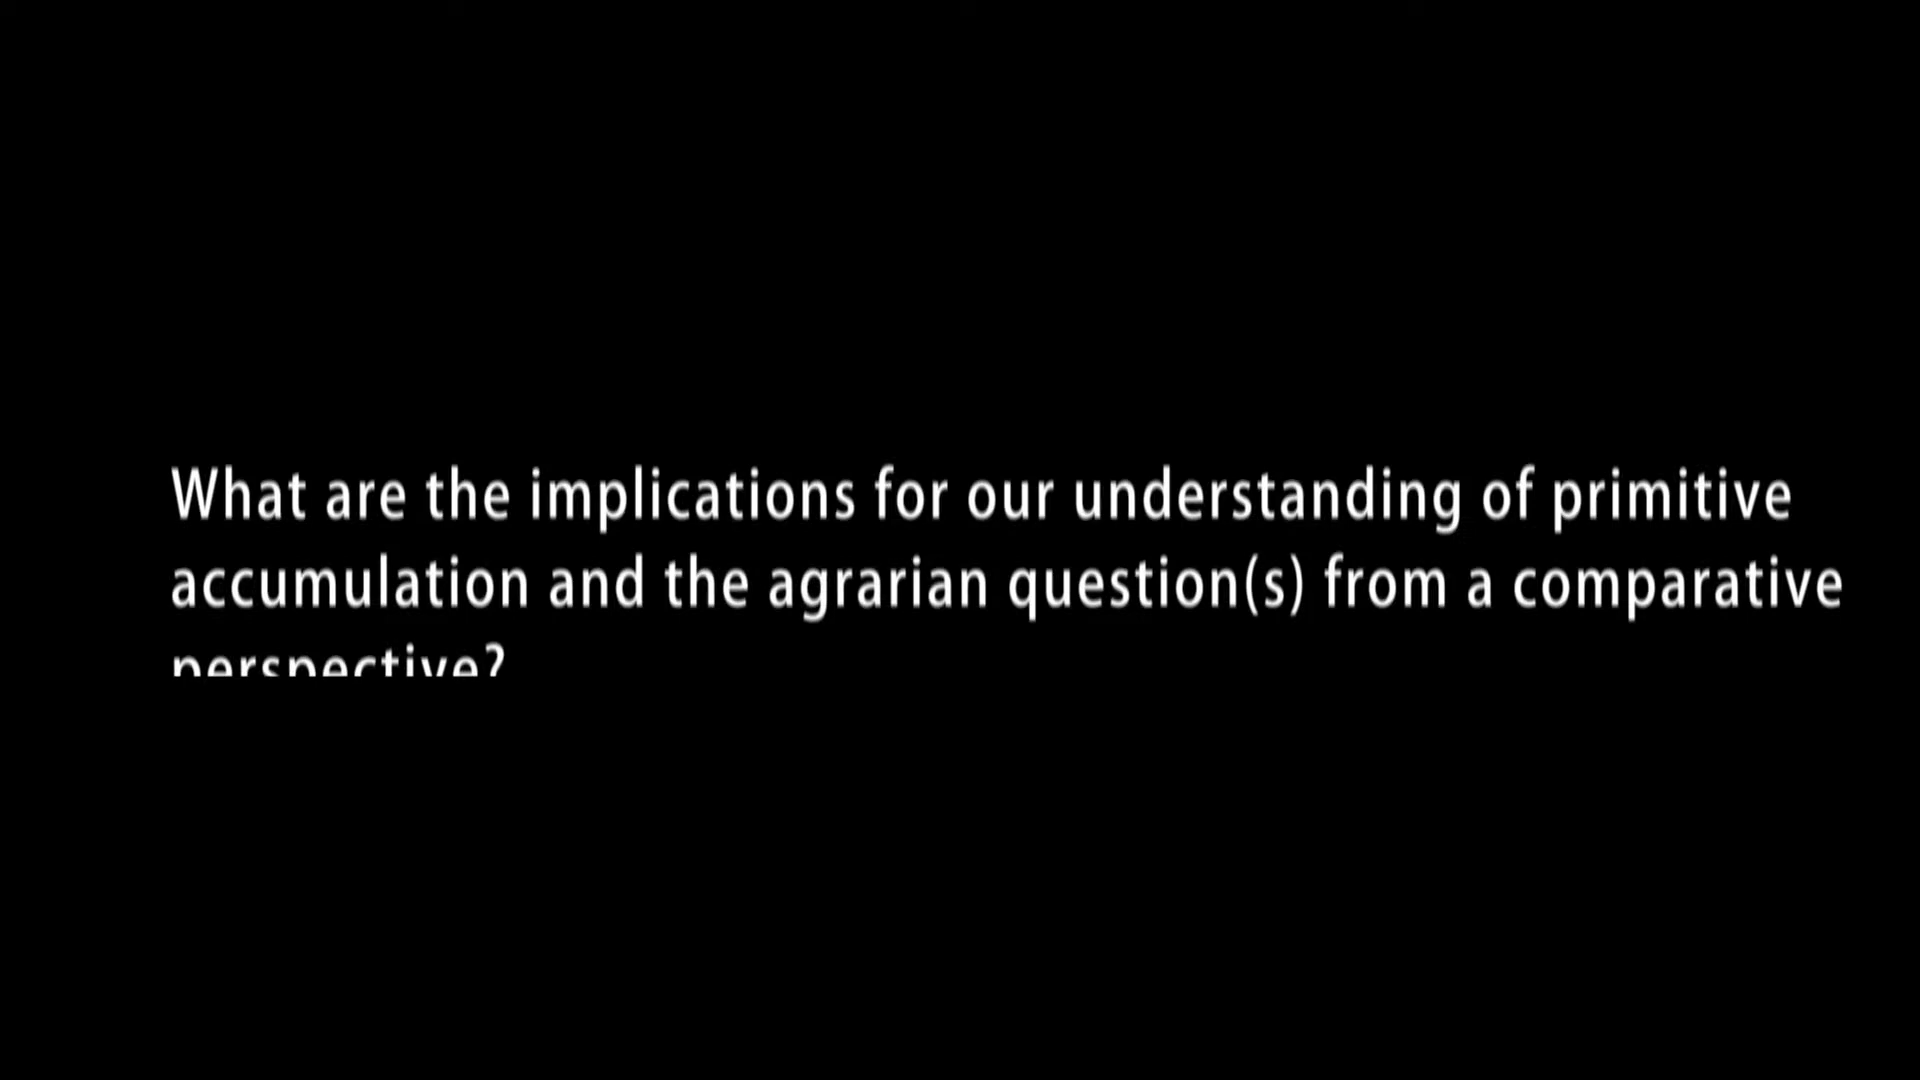 What are the implications for our understanding of primitive
accumulation and the agrarian question(s) from a comparative
perspective?